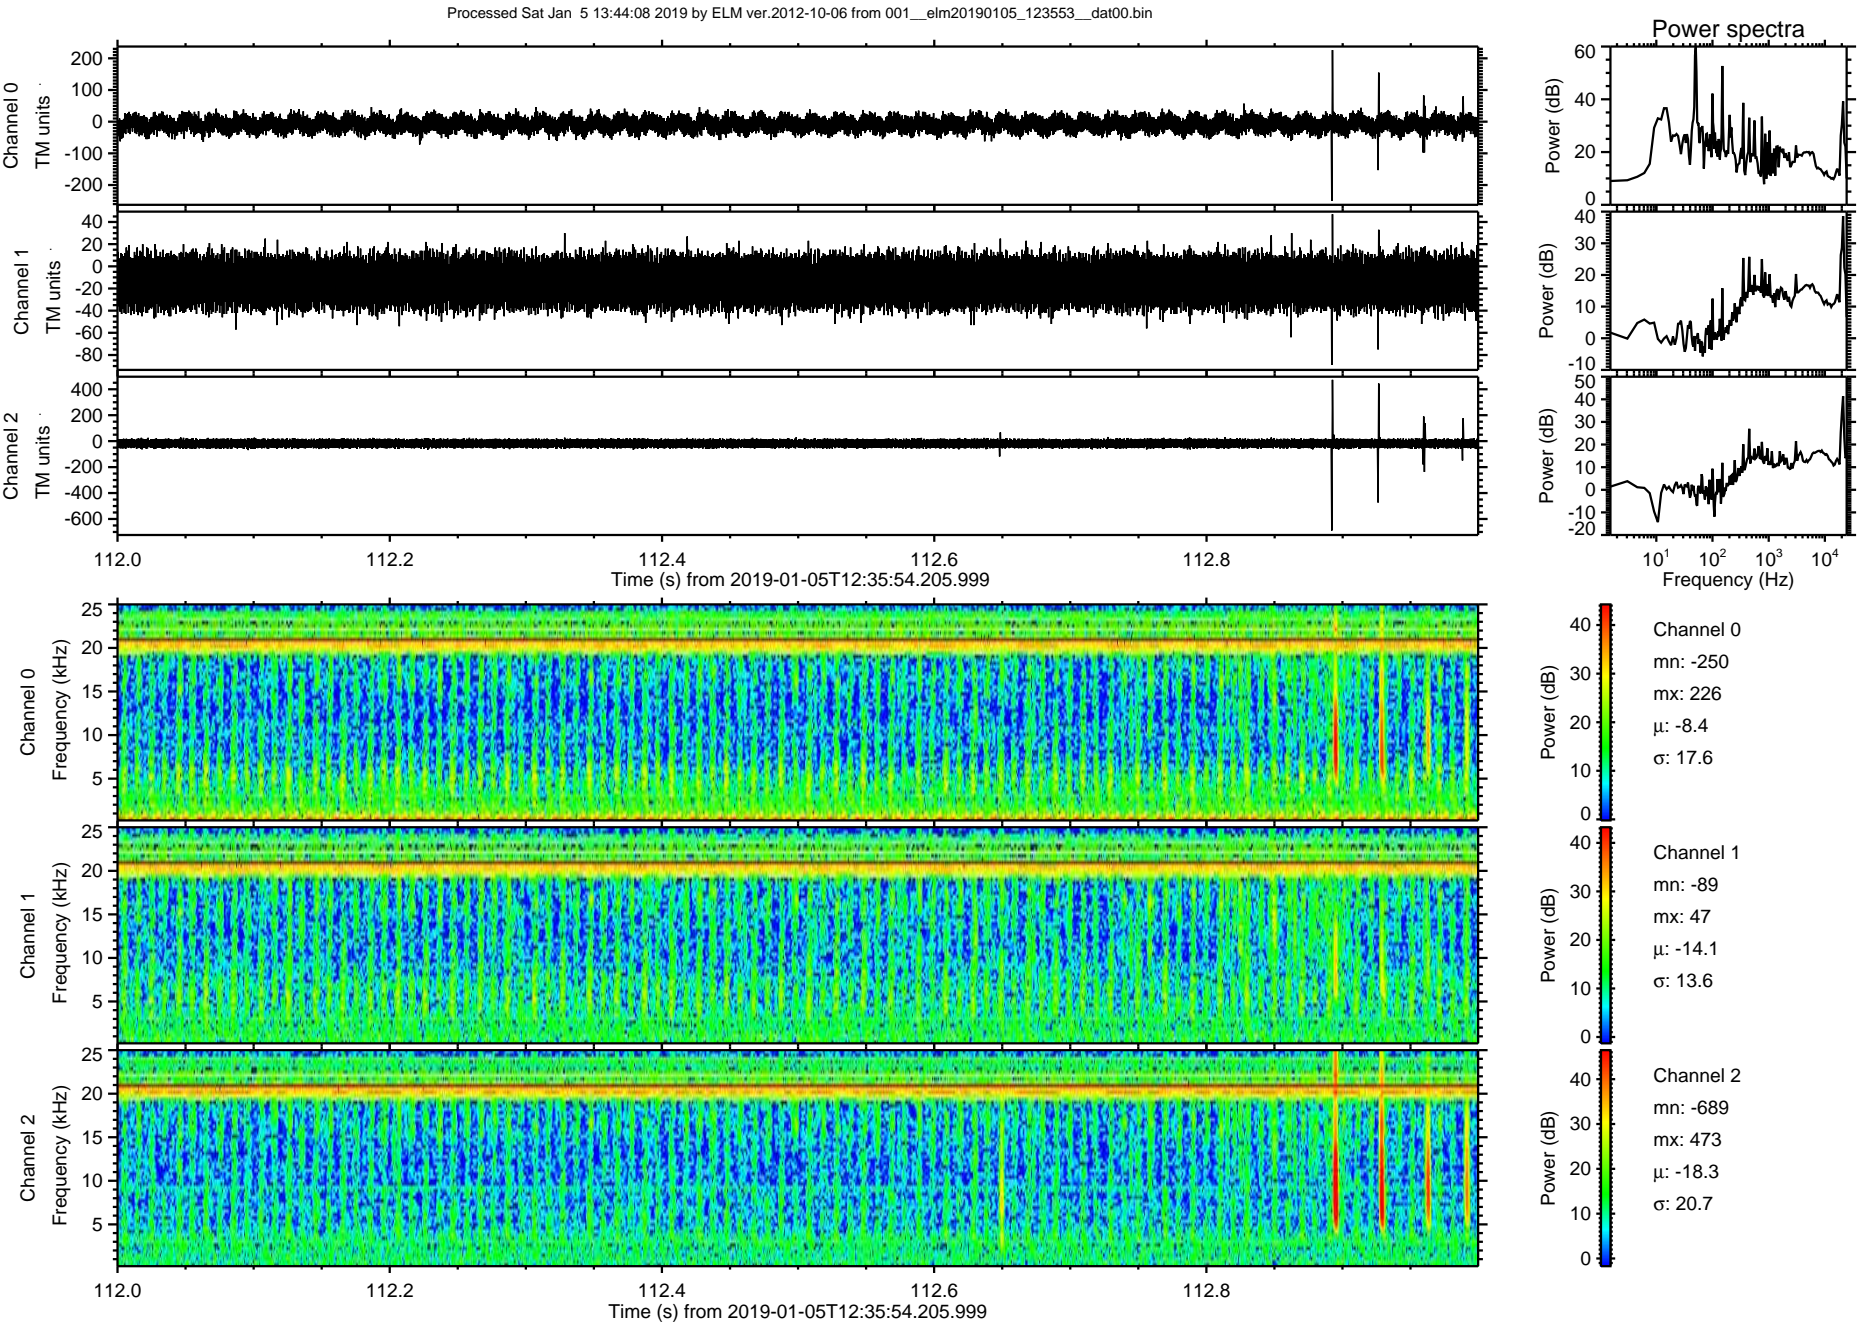 Processed Sat Jan  5 13:44:08 2019 by ELM ver.2012-10-06 from 001__elm20190105_123553__dat00.bin
Power spectra
Channel 0
TM units
200
100
0
-100
-200
Power (dB)
60
40
20
0
Channel 1
TM units
40
20
0
-20
-40
-60
-80
Power (dB)
40
30
20
10
0
-10
Channel 2
TM units
400
200
0
-200
-400
-600
Power (dB)
50
40
30
20
10
0
-10
-20
112.0 112.2 112.4 112.6 112.8
Time (s) from 2019-01-05T12:35:54.205.999
10¹ 10² 10³ 10⁴
Frequency (Hz)
Channel 0
Frequency (kHz)
25
20
15
10
5
Power (dB)
40
30
20
10
0
Channel 0
mn: -250
mx: 226
μ: -8.4
σ: 17.6
Channel 1
Frequency (kHz)
25
20
15
10
5
Power (dB)
40
30
20
10
0
Channel 1
mn: -89
mx: 47
μ: -14.1
σ: 13.6
Channel 2
Frequency (kHz)
25
20
15
10
5
Power (dB)
40
30
20
10
0
Channel 2
mn: -689
mx: 473
μ: -18.3
σ: 20.7
112.0 112.2 112.4 112.6 112.8
Time (s) from 2019-01-05T12:35:54.205.999